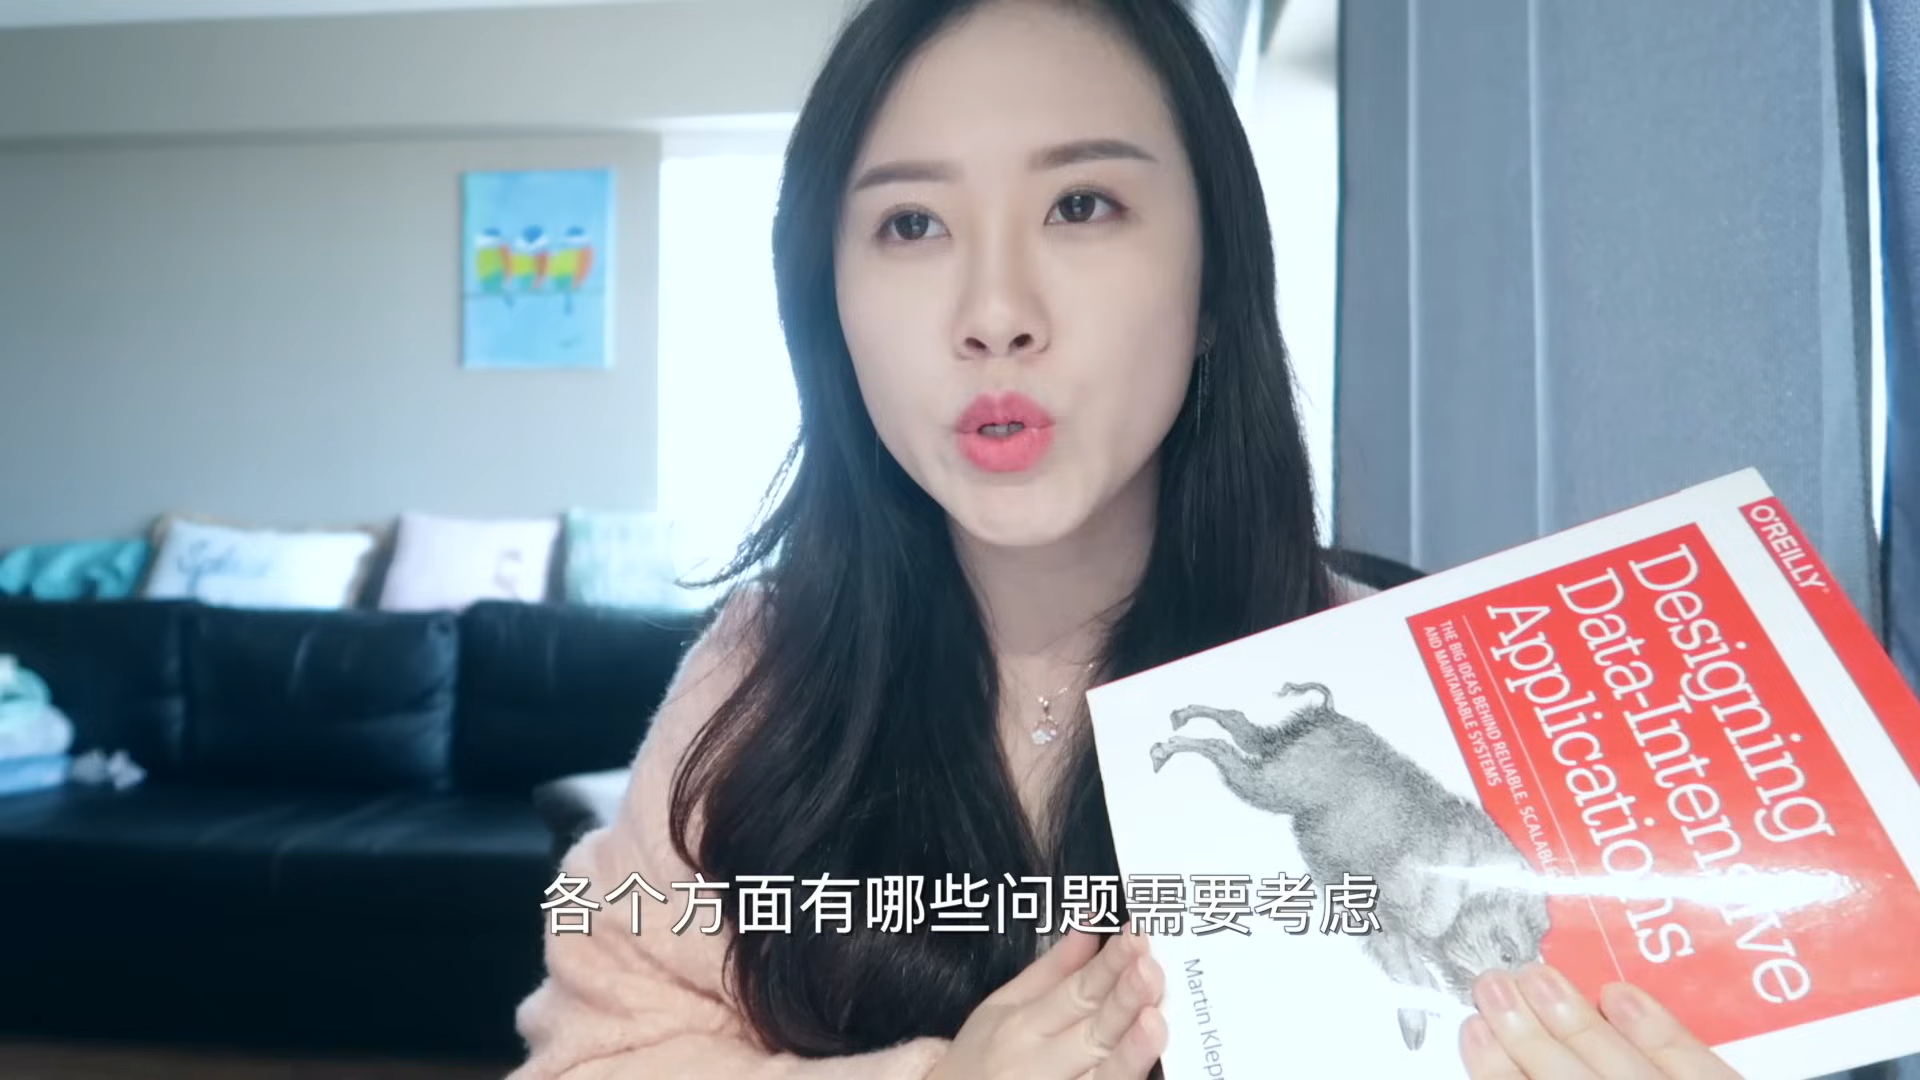 O'REILLY®
Designing
Data-Intensive
Applications
THE BIG IDEAS BEHIND RELIABLE, SCALABLE,
AND MAINTAINABLE SYSTEMS
Martin Klepp
各个方面有哪些问题需要考虑